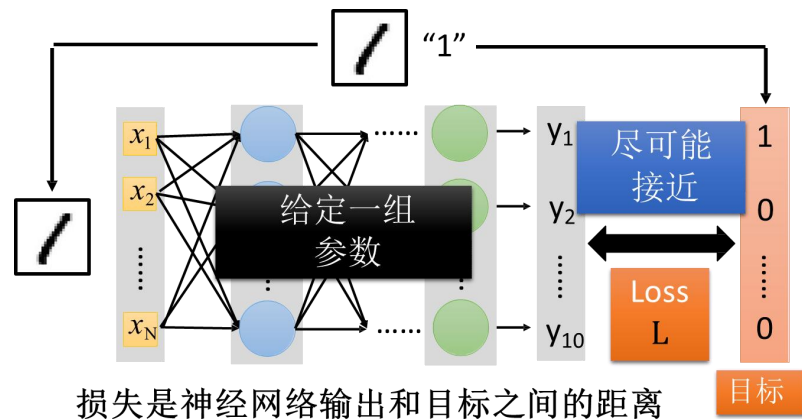 “1”
x₁ …… y₁ 尽可能 1
接近
x₂ 给定一组 y₂ 0
参数
…… …… ……
Loss
L
x_N …… y₁₀ 0
目标
损失是神经网络输出和目标之间的距离